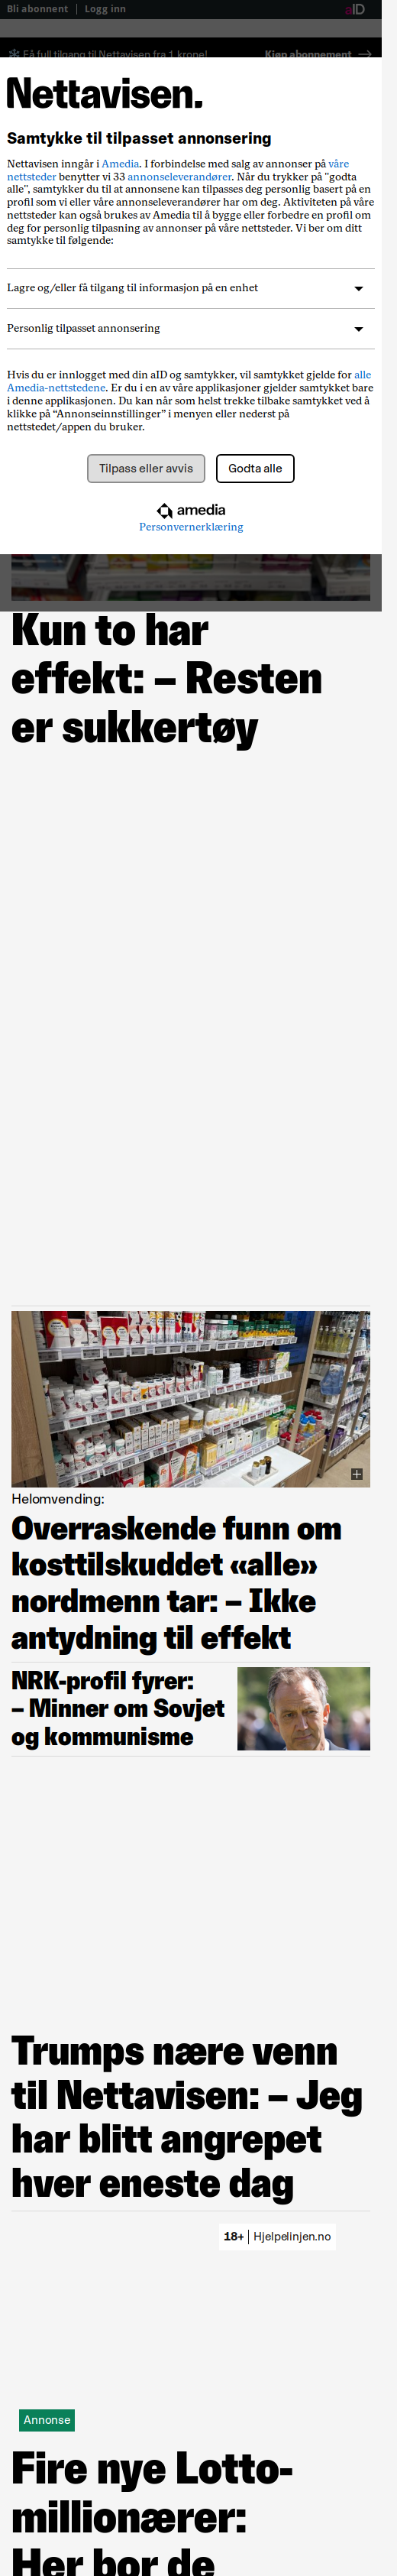 Bli abonnent | Logg inn
aID
Få full tilgang til Nettavisen fra 1 krone!
Kjøp abonnement →
Nettavisen.
Samtykke til tilpasset annonsering
Nettavisen inngår i Amedia. I forbindelse med salg av annonser på våre
nettsteder benytter vi 33 annonseleverandører. Når du trykker på "godta
alle", samtykker du til at annonsene kan tilpasses deg personlig basert på en
profil som vi eller våre annonseleverandører har om deg. Aktiviteten på våre
nettsteder kan også brukes av Amedia til å bygge eller forbedre en profil om
deg for personlig tilpasning av annonser på våre nettsteder. Vi ber om ditt
samtykke til følgende:
Lagre og/eller få tilgang til informasjon på en enhet
Personlig tilpasset annonsering
Hvis du er innlogget med din aID og samtykker, vil samtykket gjelde for alle
Amedia-nettstedene. Er du i en av våre applikasjoner gjelder samtykket bare
i denne applikasjonen. Du kan når som helst trekke tilbake samtykket ved å
klikke på “Annonseinnstillinger” i menyen eller nederst på
nettstedet/appen du bruker.
Tilpass eller avvis
Godta alle
amedia
Personvernerklæring
Kun to har
effekt: – Resten
er sukkertøy
Helomvending:
Overraskende funn om
kosttilskuddet «alle»
nordmenn tar: – Ikke
antydning til effekt
NRK-profil fyrer:
– Minner om Sovjet
og kommunisme
Trumps nære venn
til Nettavisen: – Jeg
har blitt angrepet
hver eneste dag
18+ | Hjelpelinjen.no
Annonse
Fire nye Lotto-
millionærer:
Her bor de